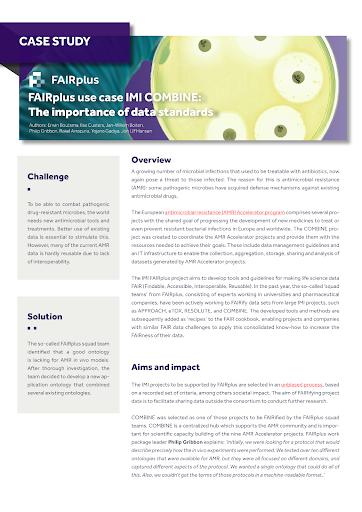 CASE STUDY
FAIRplus
FAIRplus use case IMI COMBINE:
The importance of data standards
Authors: Erwin Boutsma, Ilse Custers, Jan-Willem Boiten,
Philip Gribbon, Rakel Arrazuria, Yojana Gadiya, Jon Ulf Hansen
Challenge
To be able to combat pathogenic
drug-resistant microbes, the world
needs new antimicrobial tools and
treatments. Better use of existing
data is essential to stimulate this.
However, many of the current AMR
data is hardly reusable due to lack
of interoperability.
Solution
The so-called FAIRplus squad team
identified that a good ontology
is lacking for AMR in vivo models.
After thorough investigation, the
team decided to develop a new ap-
plication ontology that combined
several existing ontologies.
Overview
A growing number of microbial infections that used to be treatable with antibiotics, now
again pose a threat to those infected. The reason for this is antimicrobial resistance
(AMR): some pathogenic microbes have acquired defense mechanisms against existing
antimicrobial drugs.
The European antimicrobial resistance (AMR) Accelerator program comprises several pro-
jects with the shared goal of progressing the development of new medicines to treat or
even prevent resistant bacterial infections in Europe and worldwide. The COMBINE pro-
ject was created to coordinate the AMR Accelerator projects and provide them with the
resources needed to achieve their goals. These include data management guidelines and
an IT infrastructure to enable the collection, aggregation, storage, sharing and analysis of
datasets generated by AMR Accelerator projects.
The IMI FAIRplus project aims to develop tools and guidelines for making life science data
FAIR (Findable, Accessible, Interoperable, Reusable). In the past year, the so-called 'squad
teams' from FAIRplus, consisting of experts working in universities and pharmaceutical
companies, have been actively working to FAIRify data sets from large IMI projects, such
as APPROACH, eTOX, RESOLUTE, and COMBINE. The developed tools and methods are
subsequently added as 'recipes' to the FAIR cookbook, enabling projects and companies
with similar FAIR data challenges to apply this consolidated know-how to increase the
FAIRness of their data.
Aims and impact
The IMI projects to be supported by FAIRplus are selected in an unbiased process, based
on a recorded set of criteria, among others societal impact. The aim of FAIRifying project
data is to facilitate sharing data outside the consortium to conduct further research.
COMBINE was selected as one of those projects to be FAIRified by the FAIRplus squad
teams. COMBINE is a centralized hub which supports the AMR community and is impor-
tant for scientific capacity building of the nine AMR Accelerator projects. FAIRplus work
package leader Philip Gribbon explains: 'Initially, we were looking for a protocol that would
describe precisely how the in vivo experiments were performed. We tested over ten different
ontologies that were available for AMR, but they were all focused on different domains, and
captured different aspects of the protocol. We wanted a single ontology that could do all of
this. Also, we couldn't get the terms of those protocols in a machine-readable format.'